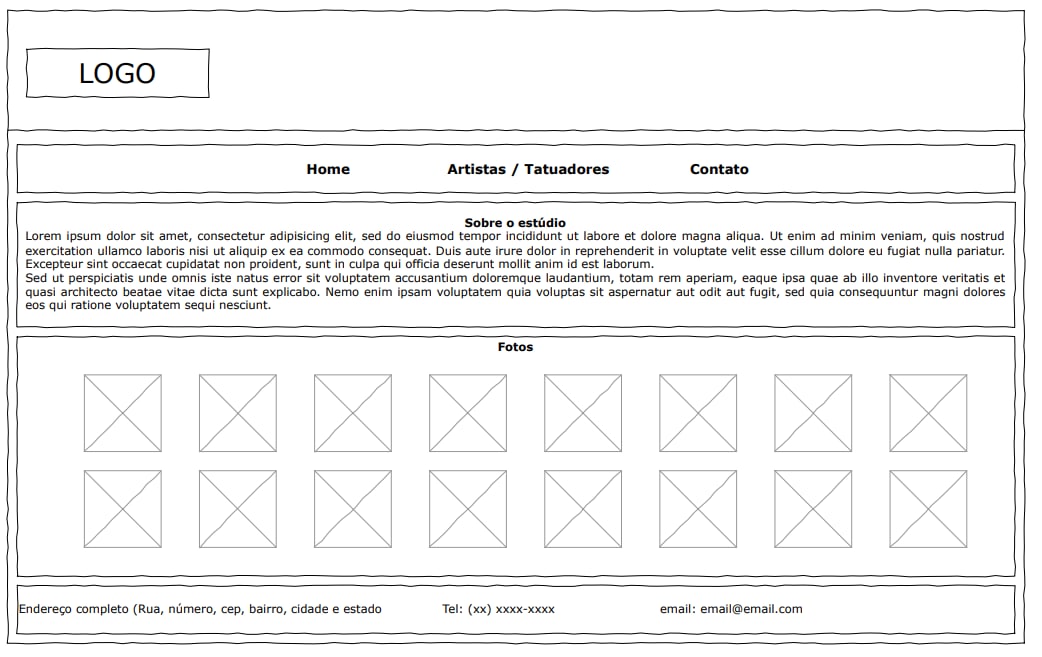 LOGO
Home Artistas / Tatuadores Contato
Sobre o estúdio
Lorem ipsum dolor sit amet, consectetur adipisicing elit, sed do eiusmod tempor incididunt ut labore et dolore magna aliqua. Ut enim ad minim veniam, quis nostrud
exercitation ullamco laboris nisi ut aliquip ex ea commodo consequat. Duis aute irure dolor in reprehenderit in voluptate velit esse cillum dolore eu fugiat nulla pariatur.
Excepteur sint occaecat cupidatat non proident, sunt in culpa qui officia deserunt mollit anim id est laborum.
Sed ut perspiciatis unde omnis iste natus error sit voluptatem accusantium doloremque laudantium, totam rem aperiam, eaque ipsa quae ab illo inventore veritatis et
quasi architecto beatae vitae dicta sunt explicabo. Nemo enim ipsam voluptatem quia voluptas sit aspernatur aut odit aut fugit, sed quia consequuntur magni dolores
eos qui ratione voluptatem sequi nesciunt.
Fotos
Endereço completo (Rua, número, cep, bairro, cidade e estado Tel: (xx) xxxx-xxxx email: email@email.com